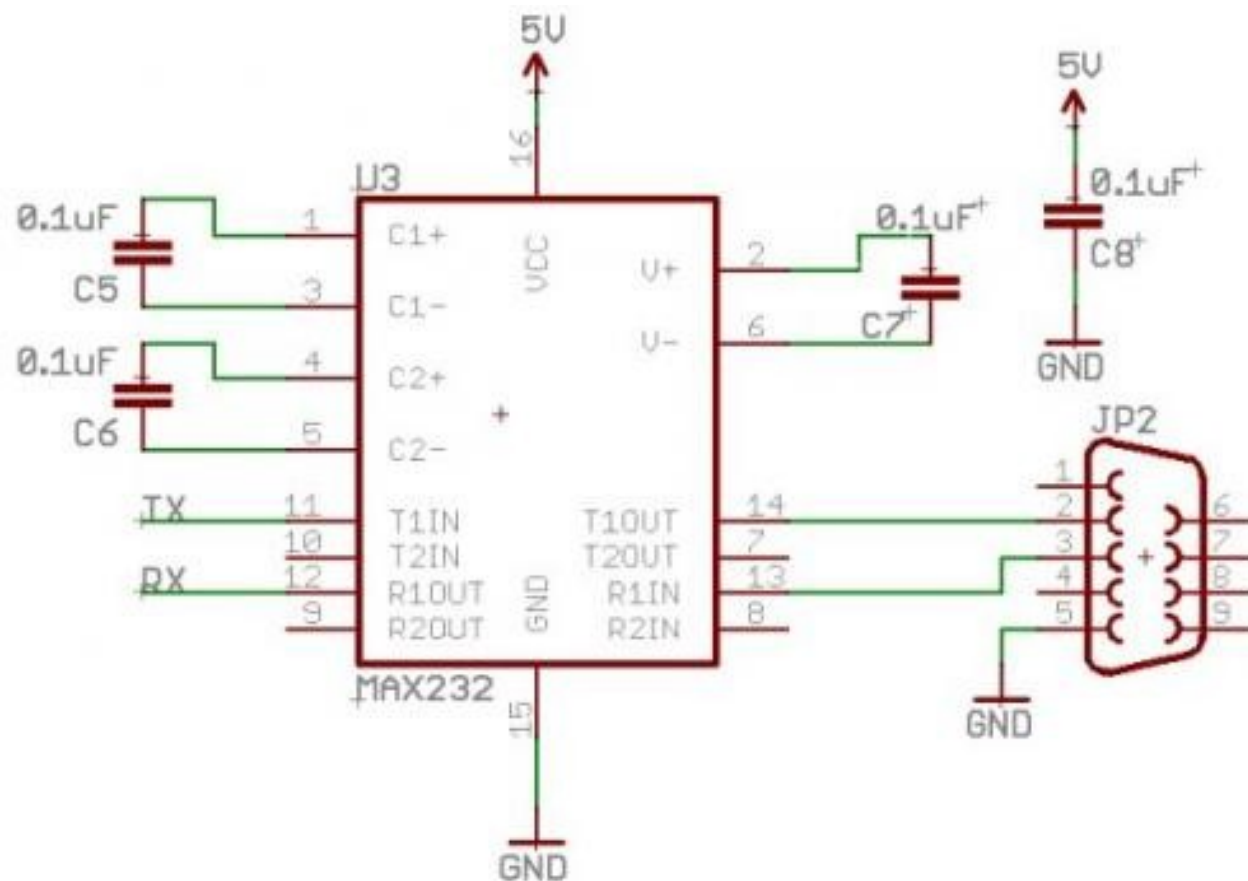 5V
5V
16
U3
0.1uF
1
C1+
VCC
V+
2
0.1uF
0.1uF
C8
C5
3
C1-
V-
6
C7
GND
0.1uF
4
C2+
C6
5
C2-
JP2
1
TX
11
T1IN
T1OUT
14
2
6
10
T2IN
T2OUT
7
3
7
RX
12
R1OUT
GND
R1IN
13
4
8
9
R2OUT
R2IN
8
5
9
MAX232
15
GND
GND